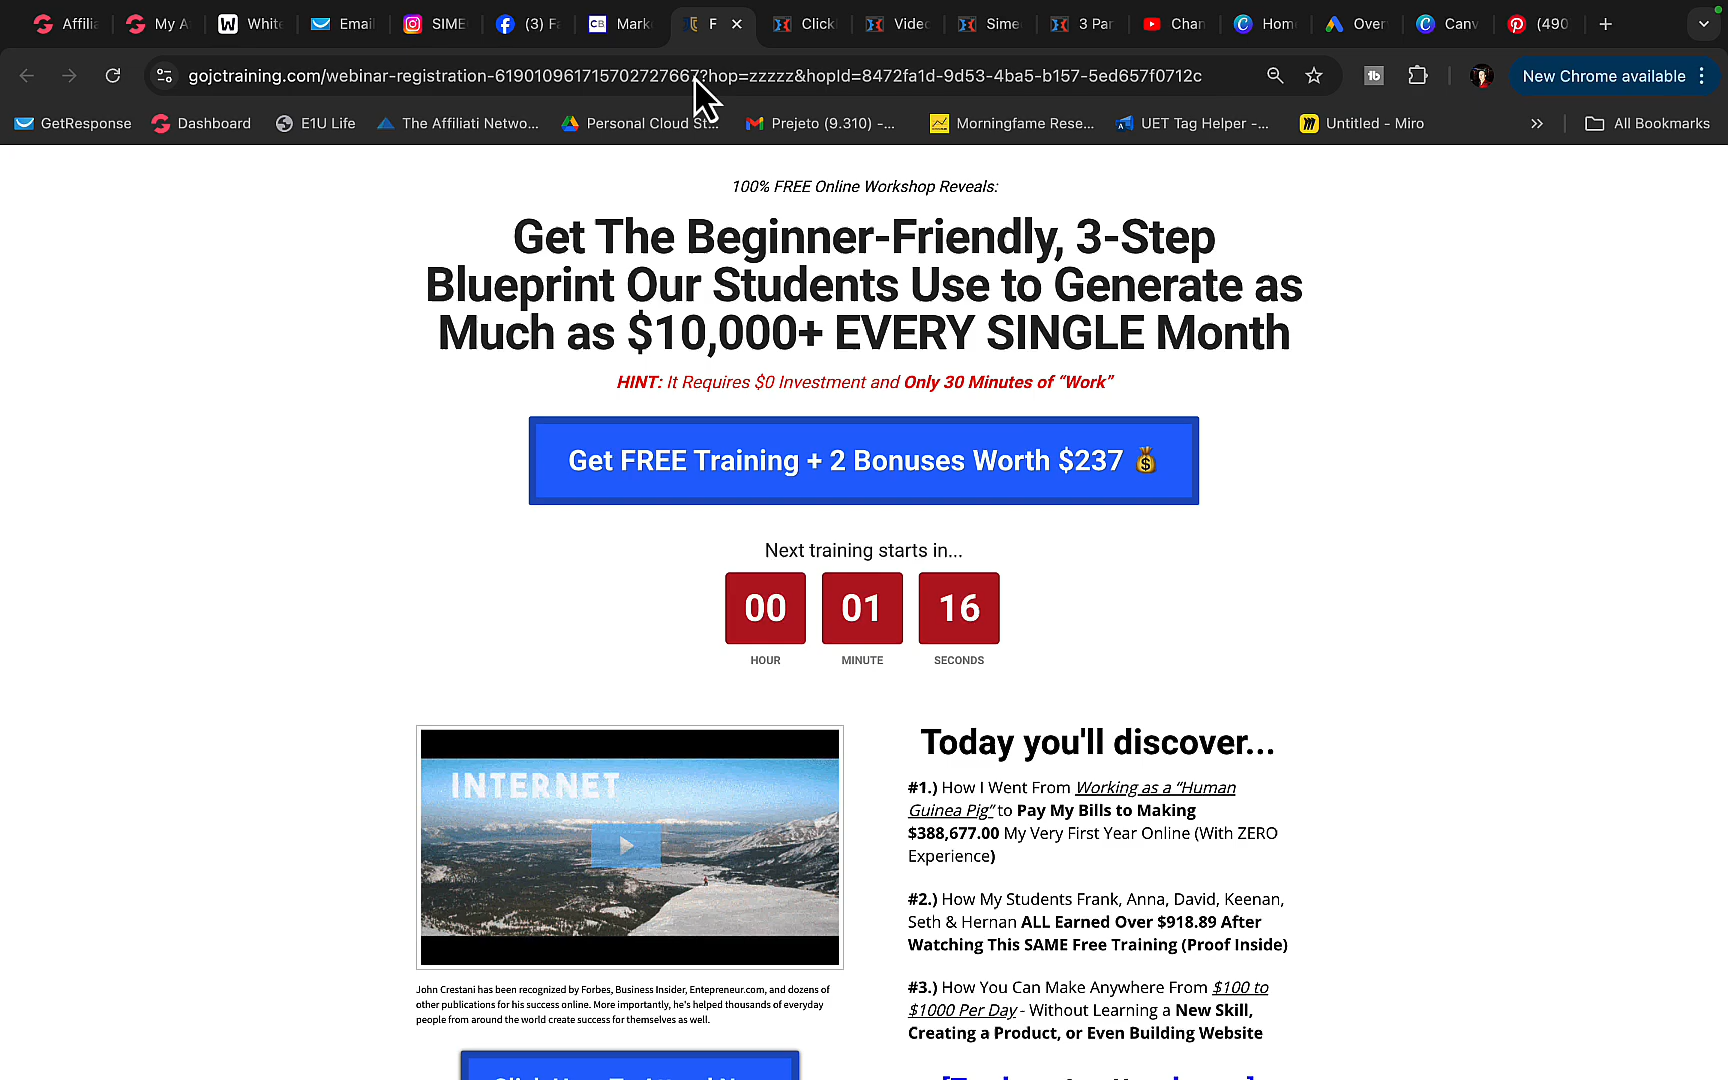 Affilia
My A
White
Email
SIME
(3) Fa
Mark
F
Click
Video
Sime
3 Par
Chan
Home
Over
Canv
(490
gojctraining.com/webinar-registration-619010961715702727667?hop=zzzzz&hopId=8472fa1d-9d53-4ba5-b157-5ed657f0712c
New Chrome available
GetResponse
Dashboard
E1U Life
The Affiliati Netwo...
Personal Cloud St...
Prejeto (9.310) -...
Morningfame Rese...
UET Tag Helper -...
Untitled - Miro
All Bookmarks
100% FREE Online Workshop Reveals:
Get The Beginner-Friendly, 3-Step
Blueprint Our Students Use to Generate as
Much as $10,000+ EVERY SINGLE Month
HINT: It Requires $0 Investment and Only 30 Minutes of “Work”
Get FREE Training + 2 Bonuses Worth $237 💰
Next training starts in...
00 01 16
HOUR MINUTE SECONDS
INTERNET
John Crestani has been recognized by Forbes, Business Insider, Entepreneur.com, and dozens of
other publications for his success online. More importantly, he's helped thousands of everyday
people from around the world create success for themselves as well.
Today you'll discover...
#1.) How I Went From Working as a “Human
Guinea Pig” to Pay My Bills to Making
$388,677.00 My Very First Year Online (With ZERO
Experience)
#2.) How My Students Frank, Anna, David, Keenan,
Seth & Hernan ALL Earned Over $918.89 After
Watching This SAME Free Training (Proof Inside)
#3.) How You Can Make Anywhere From $100 to
$1000 Per Day - Without Learning a New Skill,
Creating a Product, or Even Building Website